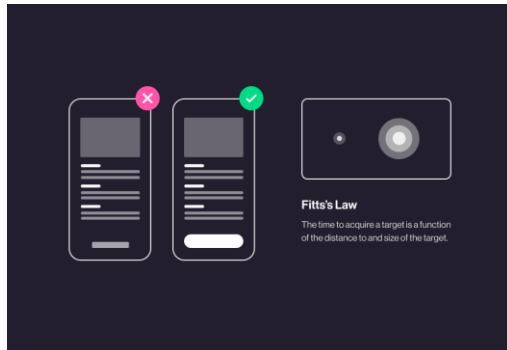 Fitts's Law
The time to acquire a target is a function
of the distance to and size of the target.